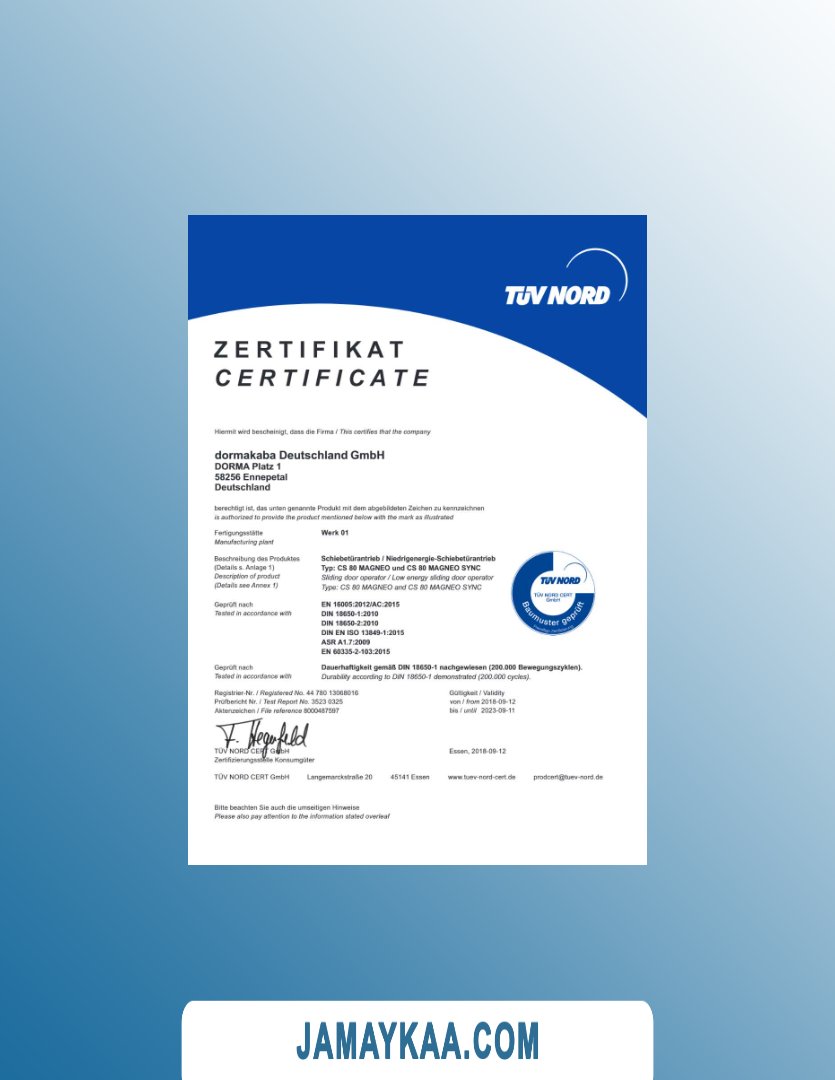 TÜV NORD
ZERTIFIKAT
CERTIFICATE
Hiermit wird bescheinigt, dass die Firma / This certifies that the company
dormakaba Deutschland GmbH
DORMA Platz 1
58256 Ennepetal
Deutschland
berechtigt ist, das unten genannte Produkt mit dem abgebildeten Zeichen zu kennzeichnen
is authorized to provide the product mentioned below with the mark as illustrated
Fertigungsstätte Werk 01
Manufacturing plant
Beschreibung des Produktes Schiebetürantrieb / Niedrigenergie-Schiebetürantrieb
(Details s. Anlage 1) Typ: CS 80 MAGNEO und CS 80 MAGNEO SYNC
Description of product Sliding door operator / Low energy sliding door operator
(Details see Annex 1) Type: CS 80 MAGNEO and CS 80 MAGNEO SYNC
TÜV NORD
TÜV NORD CERT
GmbH
Baumuster geprüft
Geprüft nach EN 16005:2012/AC:2015
Tested in accordance with DIN 18650-1:2010
DIN 18650-2:2010
DIN EN ISO 13849-1:2015
ASR A1.7:2009
EN 60335-2-103:2015
Geprüft nach Dauerhaftigkeit gemäß DIN 18650-1 nachgewiesen (200.000 Bewegungszyklen).
Tested in accordance with Durability according to DIN 18650-1 demonstrated (200.000 cycles).
Registrier-Nr. / Registered No. 44 780 13068016 Gültigkeit / Validity
Prüfbericht Nr. / Test Report No. 3523 0325 von / from 2018-09-12
Aktenzeichen / File reference 8000487597 bis / until 2023-09-11
F. Hegenfeld
TÜV NORD CERT GmbH Essen, 2018-09-12
Zertifizierungsstelle Konsumgüter
TÜV NORD CERT GmbH Langemarckstraße 20 45141 Essen www.tuev-nord-cert.de prodcert@tuev-nord.de
Bitte beachten Sie auch die umseitigen Hinweise
Please also pay attention to the information stated overleaf
JAMAYKAA.COM